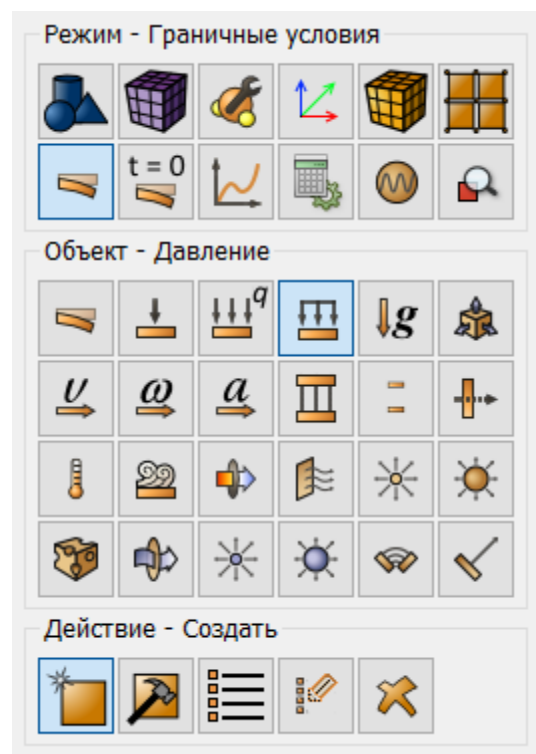 Режим - Граничные условия
t = 0
Объект - Давление
q
g
υ ω a
Действие - Создать